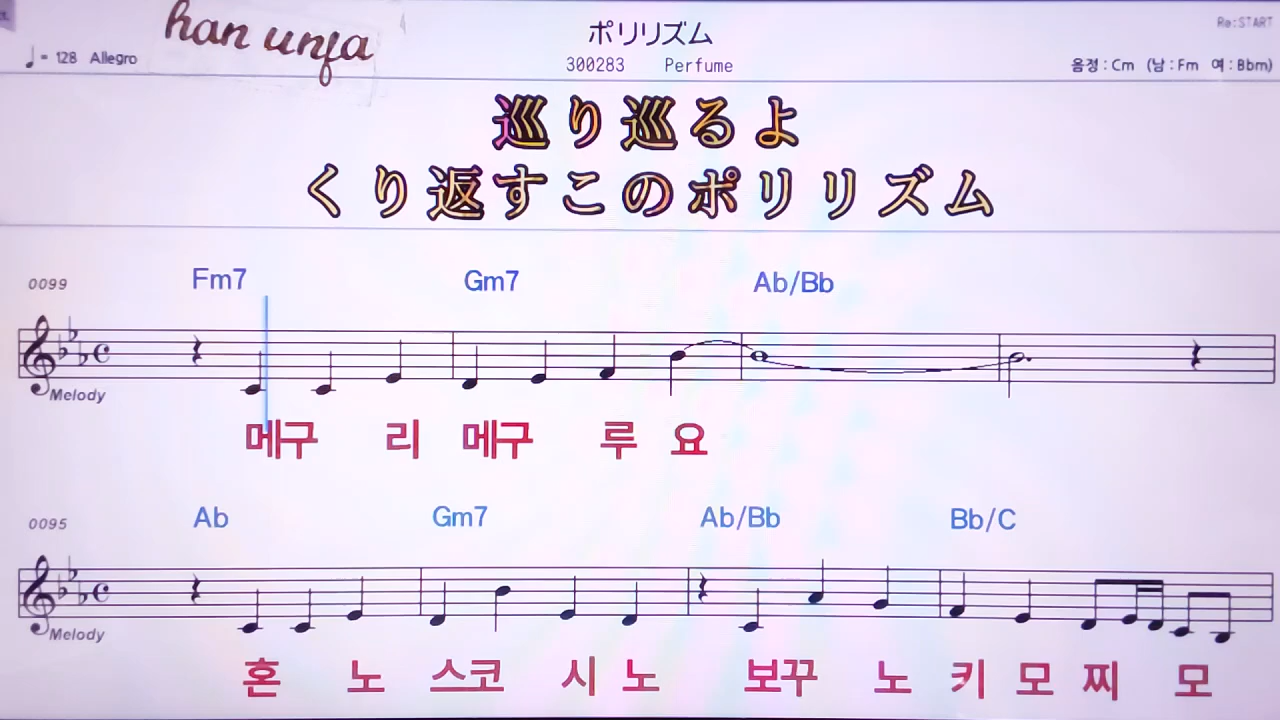 han unja
ポリリズム
Re:START
♩= 128 Allegro
300283 Perfume
음정 : Cm (남 : Fm 여 : Bbm)
巡り巡るよ
くり返すこのポリリズム
0099 Fm7 Gm7 Ab/Bb
Melody
메구 리 메구 루 요
0095 Ab Gm7 Ab/Bb Bb/C
Melody
혼 노 스코 시 노 보꾸 노 키 모 찌 모